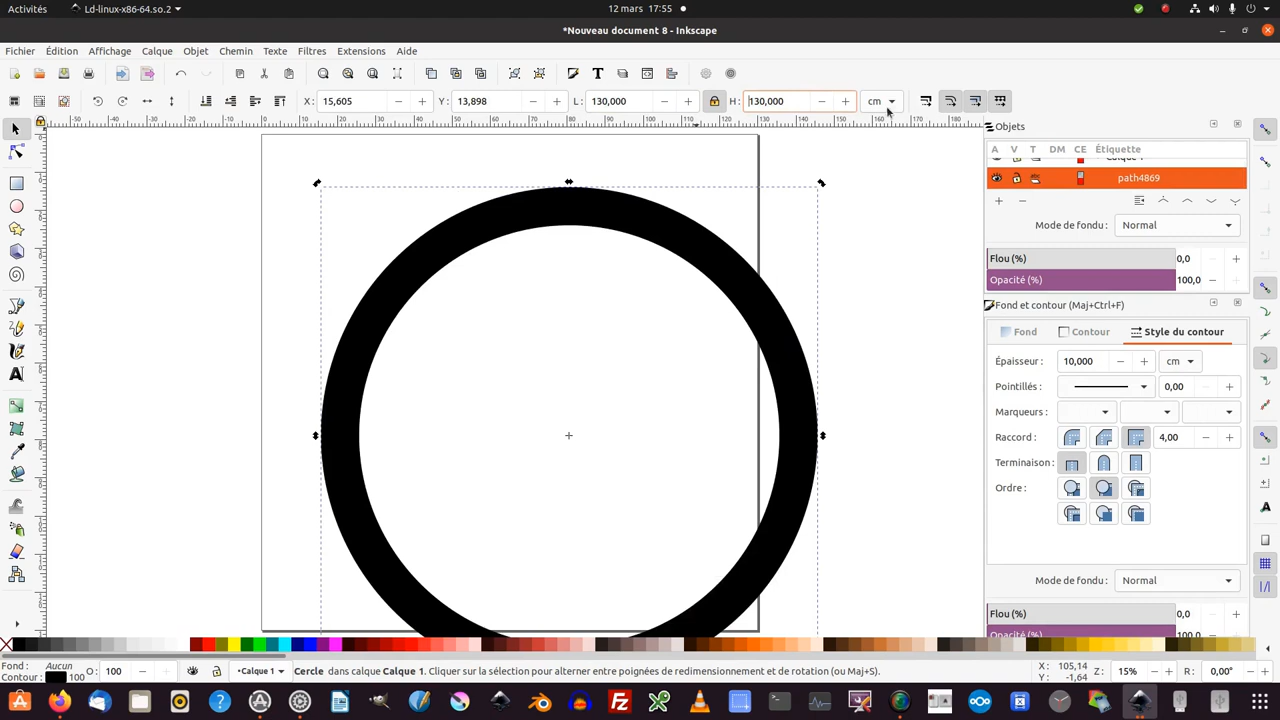 Activités
Ld-linux-x86-64.so.2
12 mars 17:55
*Nouveau document 8 - Inkscape
Fichier Édition Affichage Calque Objet Chemin Texte Filtres Extensions Aide
X: 15,605 Y: 13,898 L: 130,000 H: 130,000 cm
Objets
A V T DM CE Étiquette
path4869
Mode de fondu : Normal
Flou (%) 0,0
Opacité (%) 100,0
Fond et contour (Maj+Ctrl+F)
Fond Contour Style du contour
Épaisseur : 10,000 cm
Pointillés : 0,00
Marqueurs :
Raccord : 4,00
Terminaison :
Ordre :
Mode de fondu : Normal
Flou (%) 0,0
Fond : Aucun O: 100
Contour : 100
•Calque 1
Cercle dans calque Calque 1. Cliquer sur la sélection pour alterner entre poignées de redimensionnement et de rotation (ou Maj+S).
X: 105,14
Y: -1,64
Z: 15% R: 0,00°